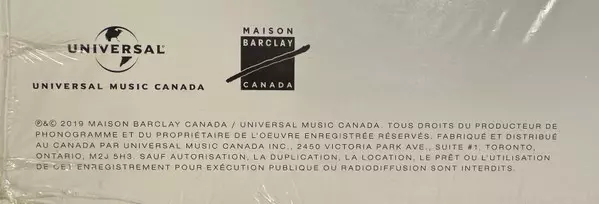 UNIVERSAL
UNIVERSAL MUSIC CANADA
MAISON
BARCLAY
CANADA
℗&© 2019 MAISON BARCLAY CANADA / UNIVERSAL MUSIC CANADA. TOUS DROITS DU PRODUCTEUR DE
PHONOGRAMME ET DU PROPRIÉTAIRE DE L'OEUVRE ENREGISTRÉE RÉSERVÉS. FABRIQUÉ ET DISTRIBUÉ
AU CANADA PAR UNIVERSAL MUSIC CANADA INC., 2450 VICTORIA PARK AVE., SUITE #1, TORONTO,
ONTARIO, M2J 5H3. SAUF AUTORISATION, LA DUPLICATION, LA LOCATION, LE PRÊT OU L'UTILISATION
DE CET ENREGISTREMENT POUR EXÉCUTION PUBLIQUE OU RADIODIFFUSION SONT INTERDITS.